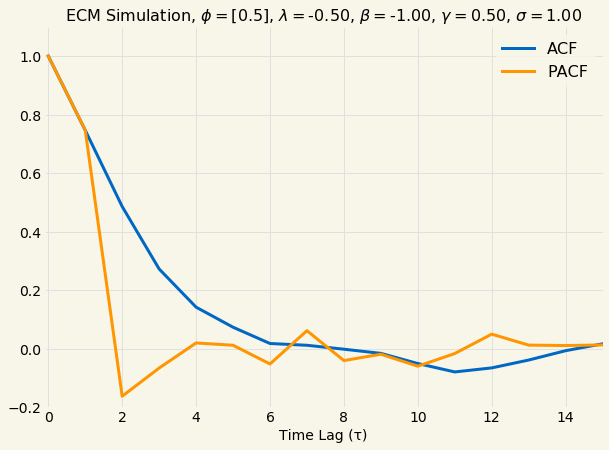 ECM Simulation, ϕ = [0.5], λ = -0.50, β = -1.00, γ = 0.50, σ = 1.00
ACF
PACF
1.0
0.8
0.6
0.4
0.2
0.0
−0.2
0 2 4 6 8 10 12 14
Time Lag (τ)